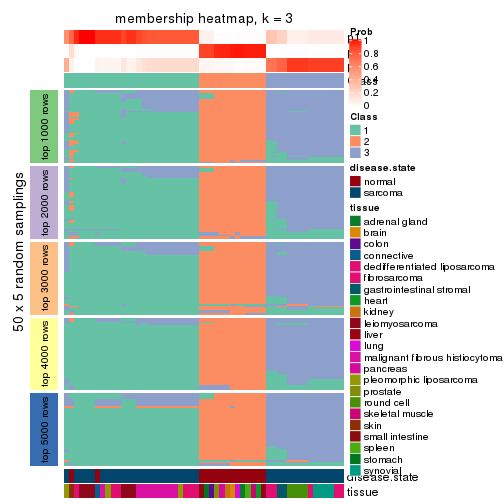 membership heatmap, k = 3
Prob
1
0.8
0.6
0.4
0.2
0
Class
1
2
3
disease.state
normal
sarcoma
tissue
adrenal gland
brain
colon
connective
dedifferentiated liposarcoma
fibrosarcoma
gastrointestinal stromal
heart
kidney
leiomyosarcoma
liver
lung
malignant fibrous histiocytoma
pancreas
pleomorphic liposarcoma
prostate
round cell
skeletal muscle
skin
small intestine
spleen
stomach
synovial
disease.state
tissue
50 x 5 random samplings
top 1000 rows
top 2000 rows
top 3000 rows
top 4000 rows
top 5000 rows